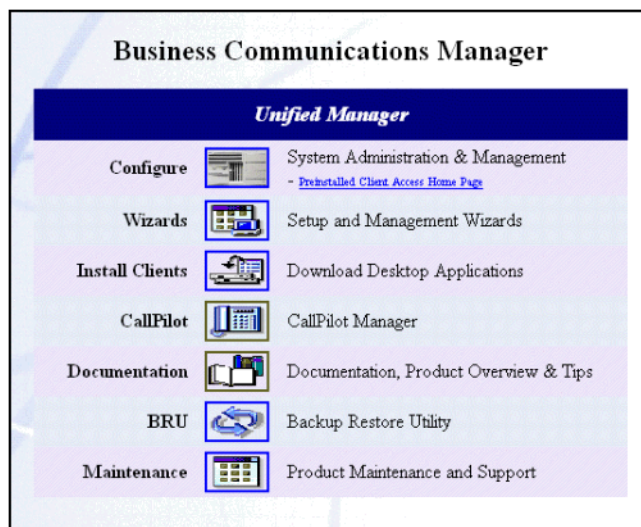 Business Communications Manager
Unified Manager
Configure System Administration & Management
- Preinstalled Client Access Home Page
Wizards Setup and Management Wizards
Install Clients Download Desktop Applications
CallPilot CallPilot Manager
Documentation Documentation, Product Overview & Tips
BRU Backup Restore Utility
Maintenance Product Maintenance and Support